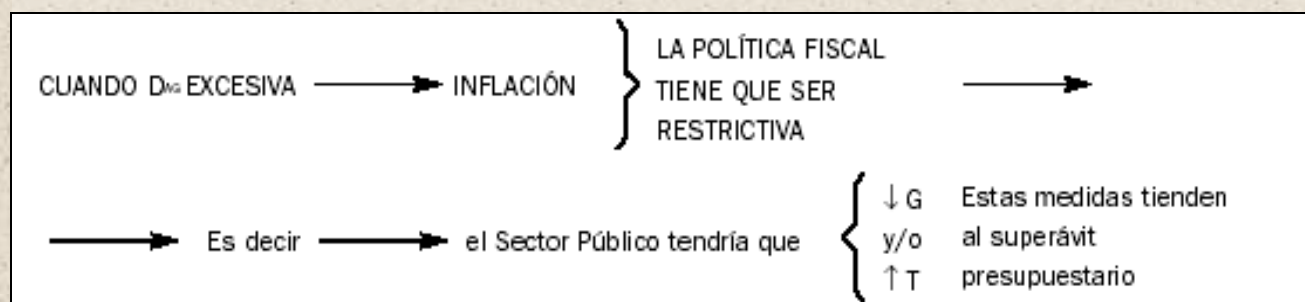 LA POLÍTICA FISCAL
CUANDO DAG EXCESIVA → INFLACIÓN } TIENE QUE SER →
RESTRICTIVA
↓ G Estas medidas tienden
→ Es decir → el Sector Público tendría que { y/o al superávit
↑ T presupuestario